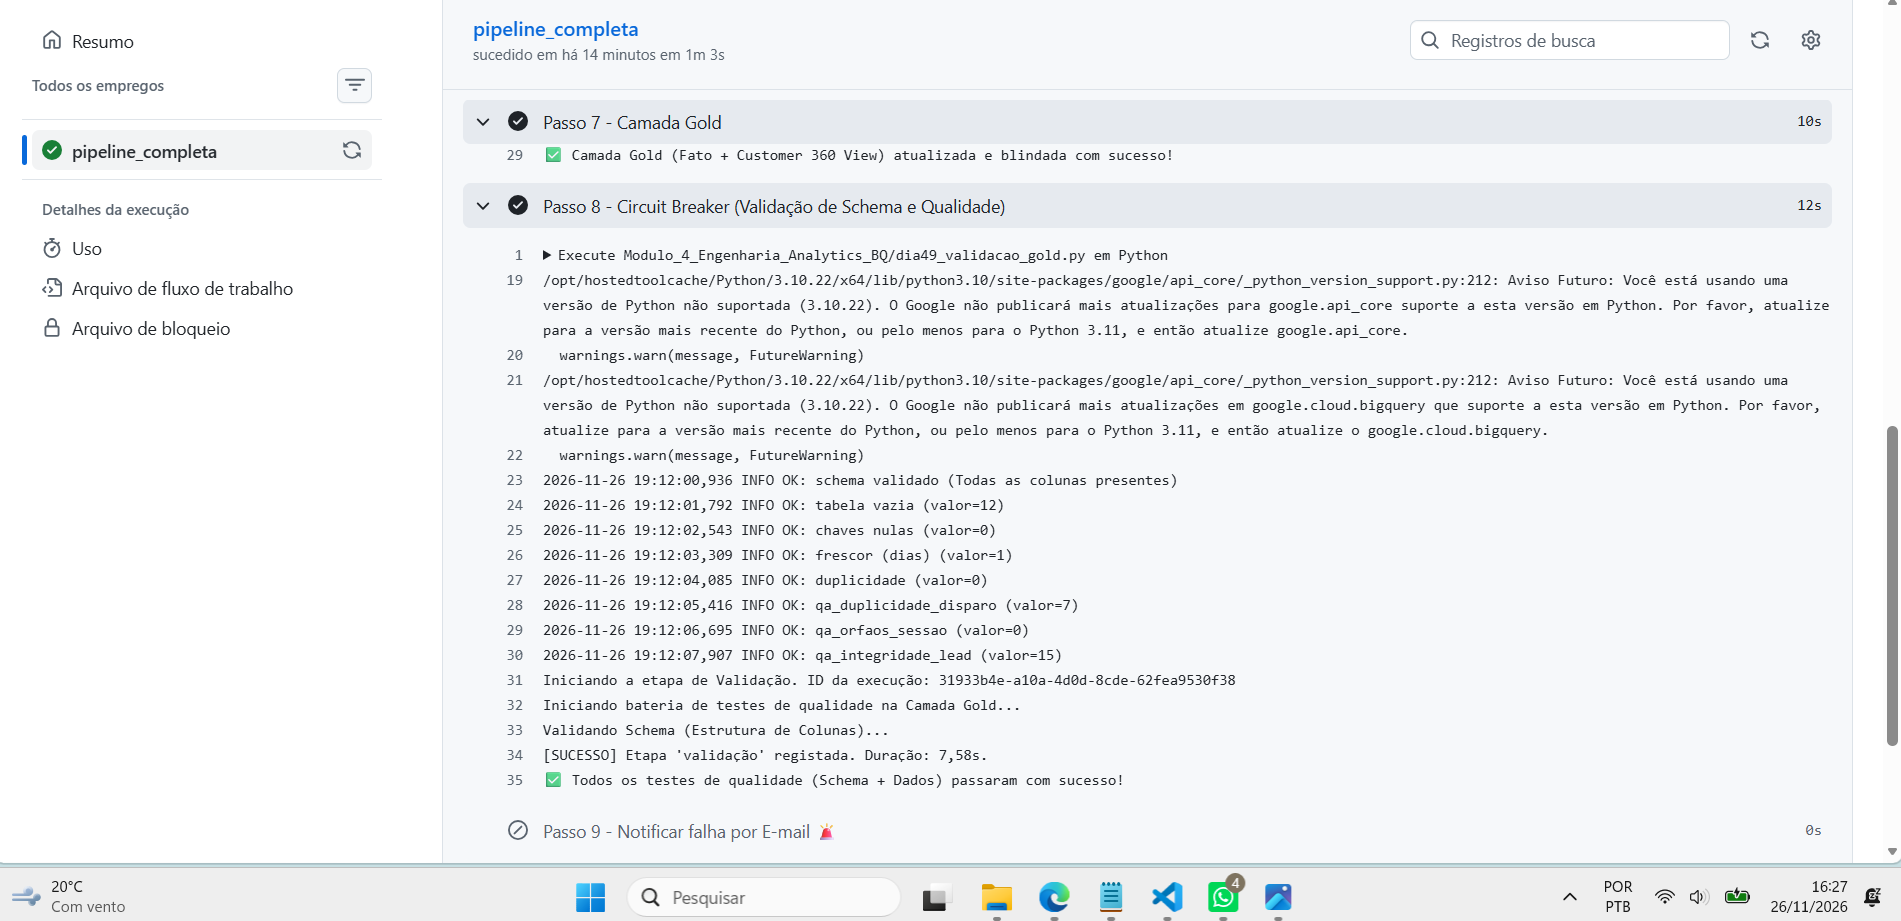 Resumo
Todos os empregos
pipeline_completa
Detalhes da execução
Uso
Arquivo de fluxo de trabalho
Arquivo de bloqueio
pipeline_completa
sucedido em há 14 minutos em 1m 3s
Registros de busca
Passo 7 - Camada Gold 10s
29 ✅ Camada Gold (Fato + Customer 360 View) atualizada e blindada com sucesso!
Passo 8 - Circuit Breaker (Validação de Schema e Qualidade) 12s
1 ▶ Execute Modulo_4_Engenharia_Analytics_BQ/dia49_validacao_gold.py em Python
19 /opt/hostedtoolcache/Python/3.10.22/x64/lib/python3.10/site-packages/google/api_core/_python_version_support.py:212: Aviso Futuro: Você está usando uma
versão de Python não suportada (3.10.22). O Google não publicará mais atualizações para google.api_core suporte a esta versão em Python. Por favor, atualize
para a versão mais recente do Python, ou pelo menos para o Python 3.11, e então atualize google.api_core.
20 warnings.warn(message, FutureWarning)
21 /opt/hostedtoolcache/Python/3.10.22/x64/lib/python3.10/site-packages/google/api_core/_python_version_support.py:212: Aviso Futuro: Você está usando uma
versão de Python não suportada (3.10.22). O Google não publicará mais atualizações em google.cloud.bigquery que suporte a esta versão em Python. Por favor,
atualize para a versão mais recente do Python, ou pelo menos para o Python 3.11, e então atualize o google.cloud.bigquery.
22 warnings.warn(message, FutureWarning)
23 2026-11-26 19:12:00,936 INFO OK: schema validado (Todas as colunas presentes)
24 2026-11-26 19:12:01,792 INFO OK: tabela vazia (valor=12)
25 2026-11-26 19:12:02,543 INFO OK: chaves nulas (valor=0)
26 2026-11-26 19:12:03,309 INFO OK: frescor (dias) (valor=1)
27 2026-11-26 19:12:04,085 INFO OK: duplicidade (valor=0)
28 2026-11-26 19:12:05,416 INFO OK: qa_duplicidade_disparo (valor=7)
29 2026-11-26 19:12:06,695 INFO OK: qa_orfaos_sessao (valor=0)
30 2026-11-26 19:12:07,907 INFO OK: qa_integridade_lead (valor=15)
31 Iniciando a etapa de Validação. ID da execução: 31933b4e-a10a-4d0d-8cde-62fea9530f38
32 Iniciando bateria de testes de qualidade na Camada Gold...
33 Validando Schema (Estrutura de Colunas)...
34 [SUCESSO] Etapa 'validação' registada. Duração: 7,58s.
35 ✅ Todos os testes de qualidade (Schema + Dados) passaram com sucesso!
Passo 9 - Notificar falha por E-mail 🚨 0s
20°C
Com vento
Pesquisar
4
POR
PTB
16:27
26/11/2026